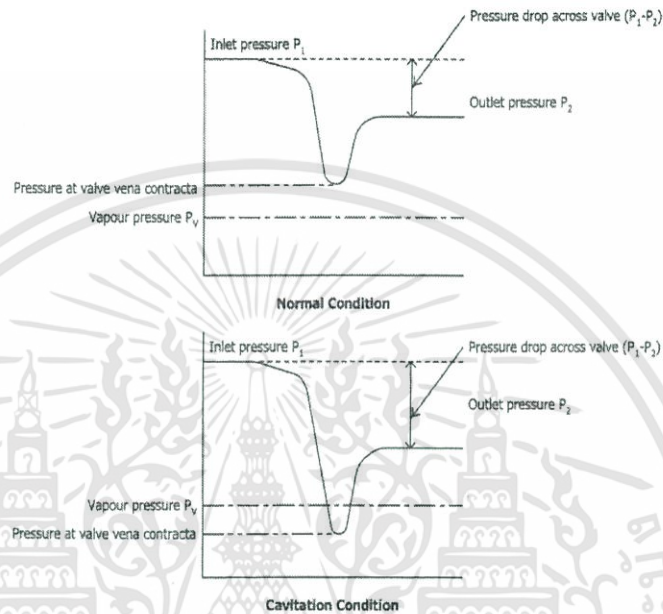 Pressure drop across valve (P₁-P₂)
Inlet pressure P₁
Outlet pressure P₂
Pressure at valve vena contracta
Vapour pressure Pᵥ
Normal Condition
Inlet pressure P₁
Pressure drop across valve (P₁-P₂)
Outlet pressure P₂
Vapour pressure Pᵥ
Pressure at valve vena contracta
Cavitation Condition